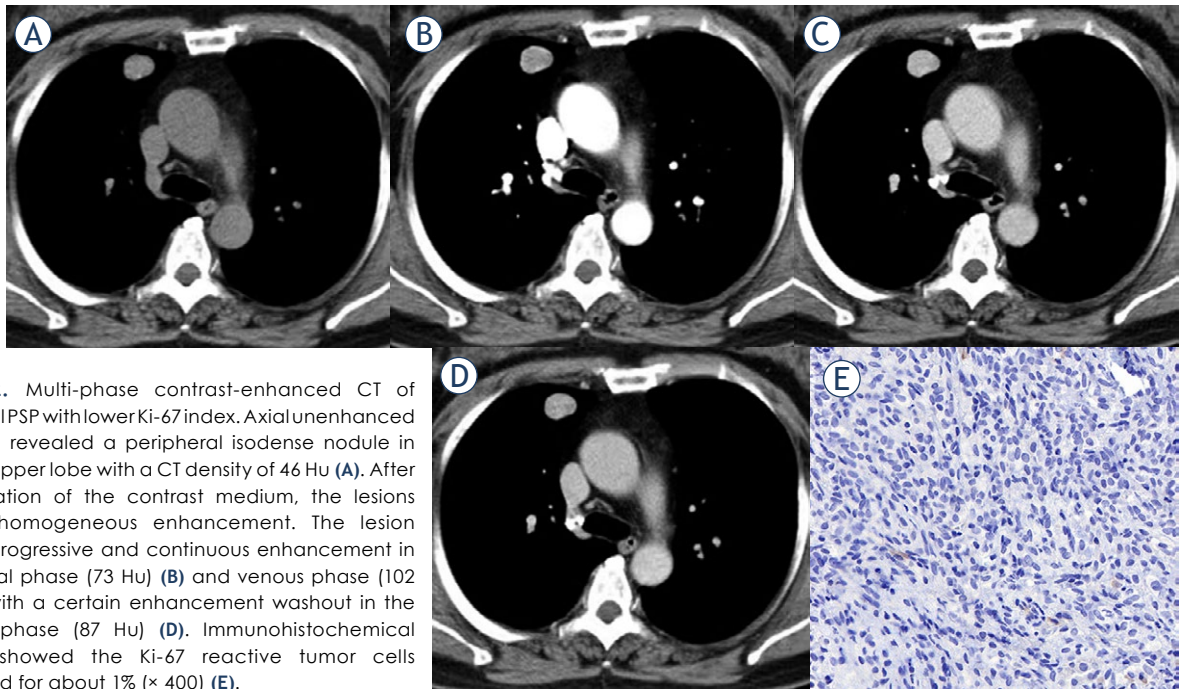 A
B
C
D
E
. Multi-phase contrast-enhanced CT of
IPSP with lower Ki-67 index. Axial unenhanced
revealed a peripheral isodense nodule in
pper lobe with a CT density of 46 Hu (A). After
ation of the contrast medium, the lesions
homogeneous enhancement. The lesion
rogressive and continuous enhancement in
al phase (73 Hu) (B) and venous phase (102
with a certain enhancement washout in the
phase (87 Hu) (D). Immunohistochemical
showed the Ki-67 reactive tumor cells
d for about 1% (× 400) (E).